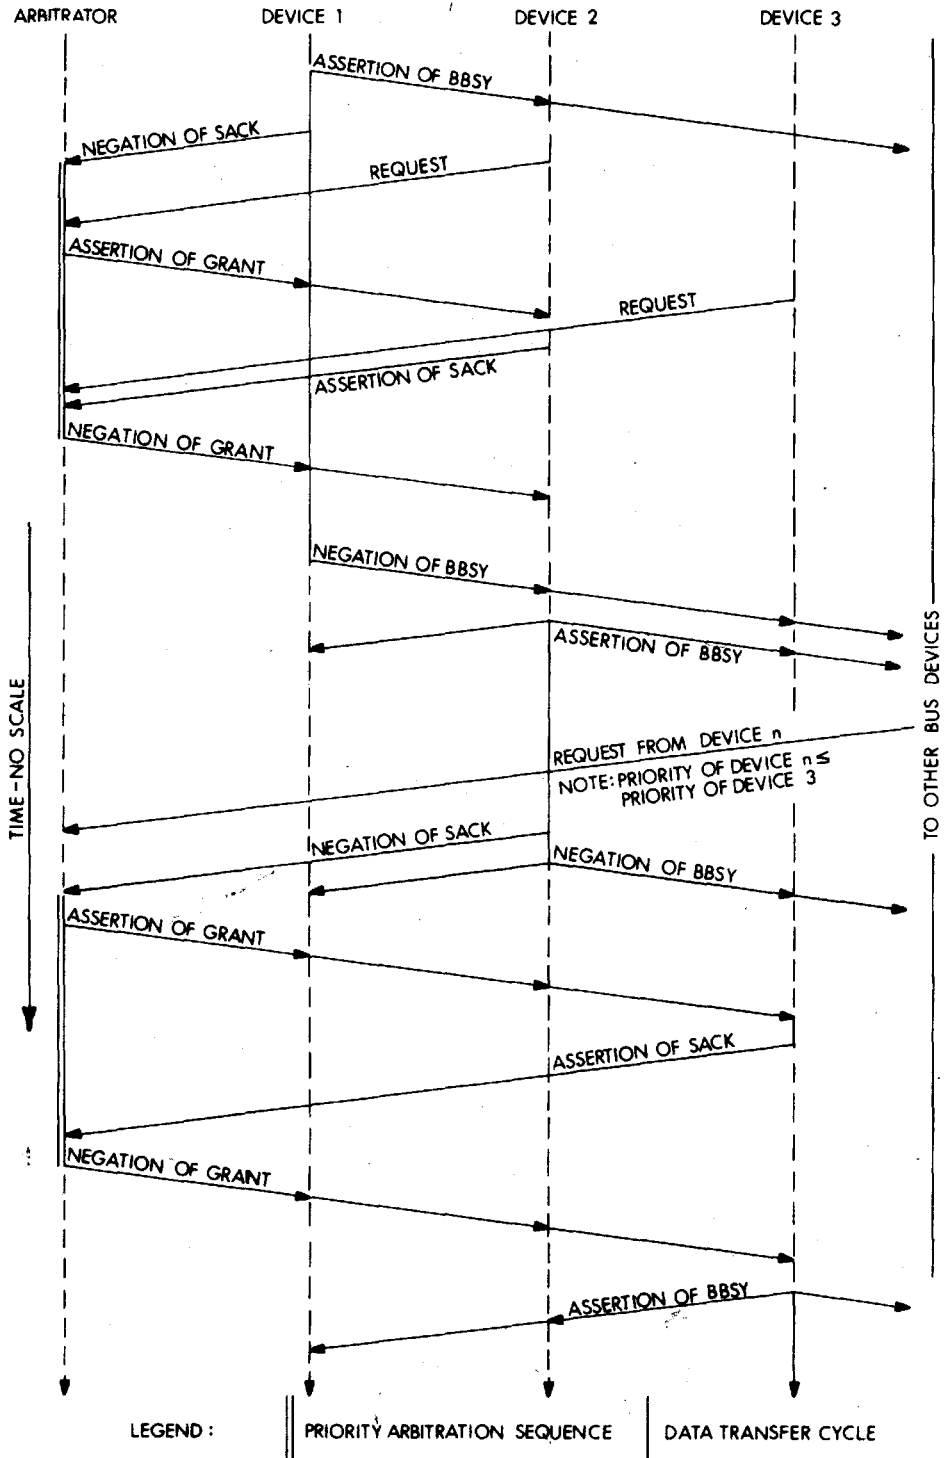 ARBITRATOR DEVICE 1 DEVICE 2 DEVICE 3
ASSERTION OF BBSY
NEGATION OF SACK
REQUEST
ASSERTION OF GRANT
REQUEST
ASSERTION OF SACK
NEGATION OF GRANT
NEGATION OF BBSY
ASSERTION OF BBSY
TIME-NO SCALE
TO OTHER BUS DEVICES
REQUEST FROM DEVICE n
NOTE: PRIORITY OF DEVICE n ≤
PRIORITY OF DEVICE 3
NEGATION OF SACK
NEGATION OF BBSY
ASSERTION OF GRANT
ASSERTION OF SACK
NEGATION OF GRANT
ASSERTION OF BBSY
LEGEND: PRIORITY ARBITRATION SEQUENCE DATA TRANSFER CYCLE